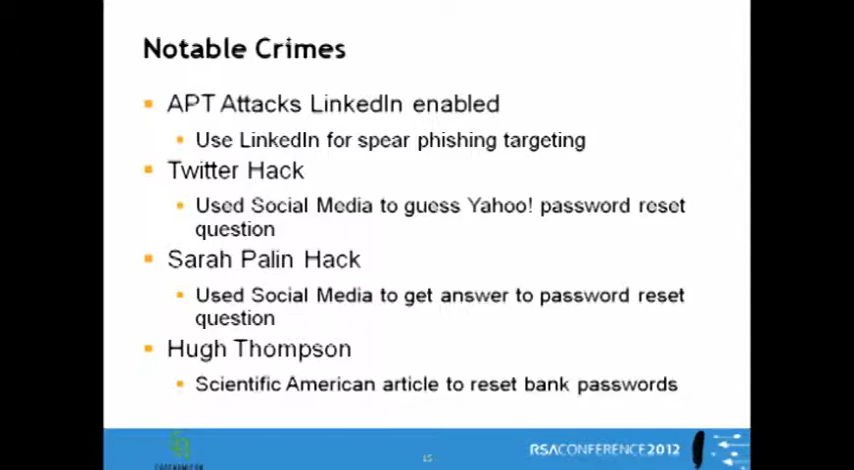 Notable Crimes
APT Attacks LinkedIn enabled
Use LinkedIn for spear phishing targeting
Twitter Hack
Used Social Media to guess Yahoo! password reset
question
Sarah Palin Hack
Used Social Media to get answer to password reset
question
Hugh Thompson
Scientific American article to reset bank passwords
15
RSACONFERENCE2012